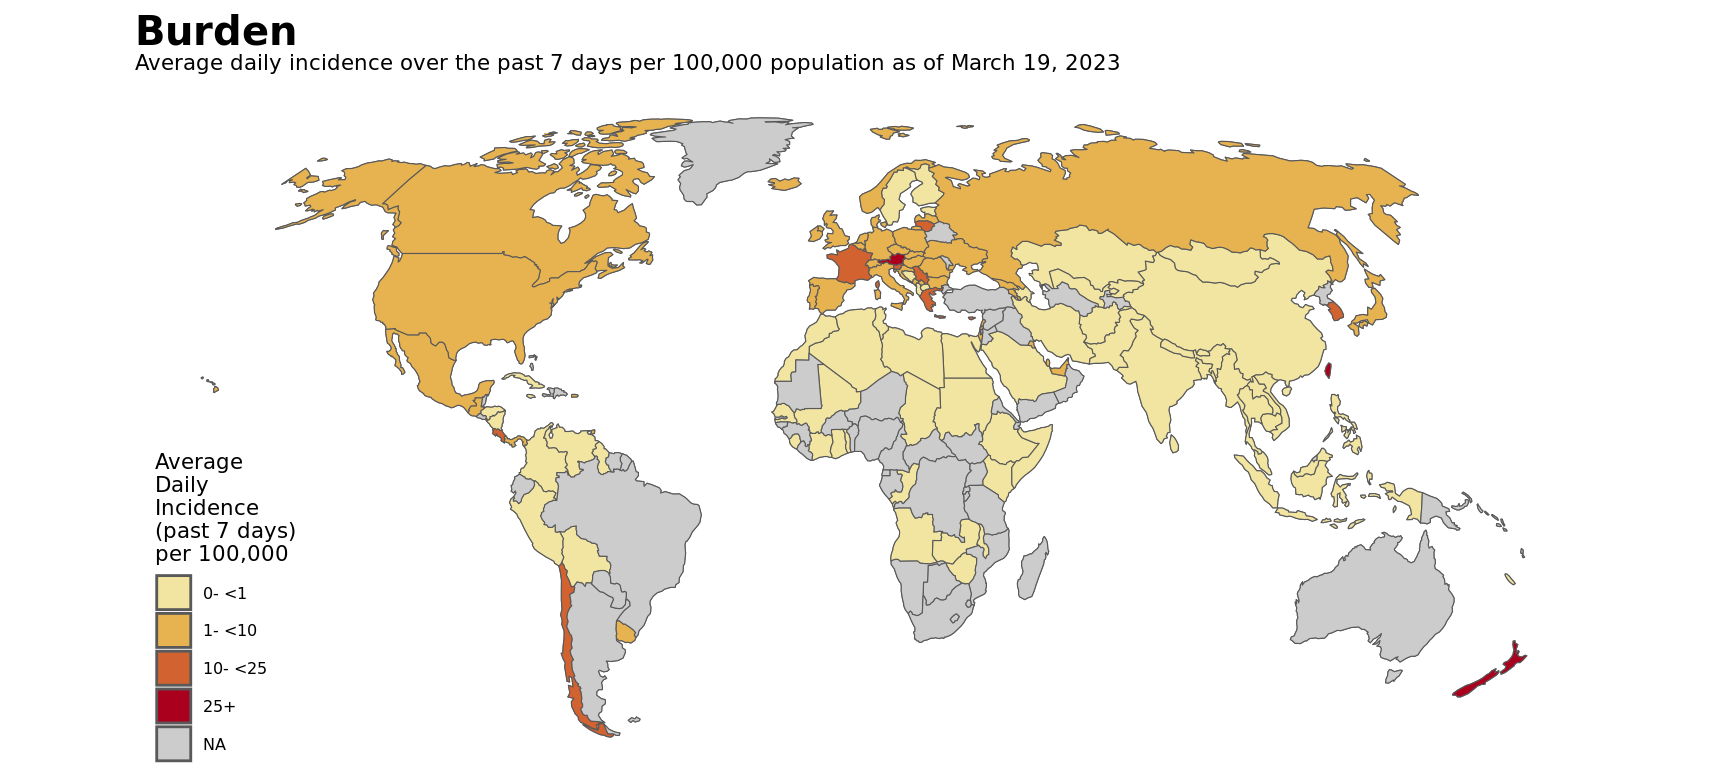 Burden
Average daily incidence over the past 7 days per 100,000 population as of March 19, 2023
Average
Daily
Incidence
(past 7 days)
per 100,000
0- <1
1- <10
10- <25
25+
NA